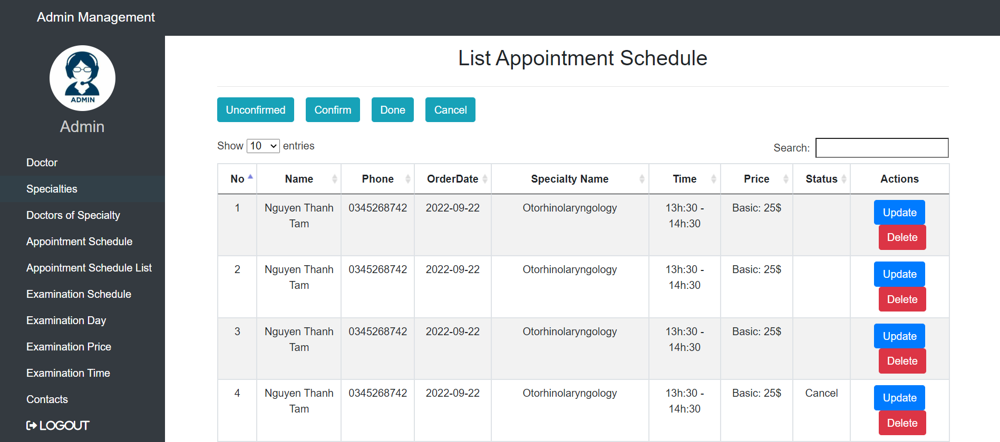 Admin Management
ADMIN
Admin
Doctor
Specialties
Doctors of Specialty
Appointment Schedule
Appointment Schedule List
Examination Schedule
Examination Day
Examination Price
Examination Time
Contacts
LOGOUT
List Appointment Schedule
Unconfirmed Confirm Done Cancel
Show 10 entries Search:
No Name Phone OrderDate Specialty Name Time Price Status Actions
1 Nguyen Thanh 0345268742 2022-09-22 Otorhinolaryngology 13h:30 - Basic: 25$ Update
Tam 14h:30
Delete
2 Nguyen Thanh 0345268742 2022-09-22 Otorhinolaryngology 13h:30 - Basic: 25$ Update
Tam 14h:30
Delete
3 Nguyen Thanh 0345268742 2022-09-22 Otorhinolaryngology 13h:30 - Basic: 25$ Update
Tam 14h:30
Delete
4 Nguyen Thanh 0345268742 2022-09-22 Otorhinolaryngology 13h:30 - Basic: 25$ Cancel Update
Tam 14h:30
Delete